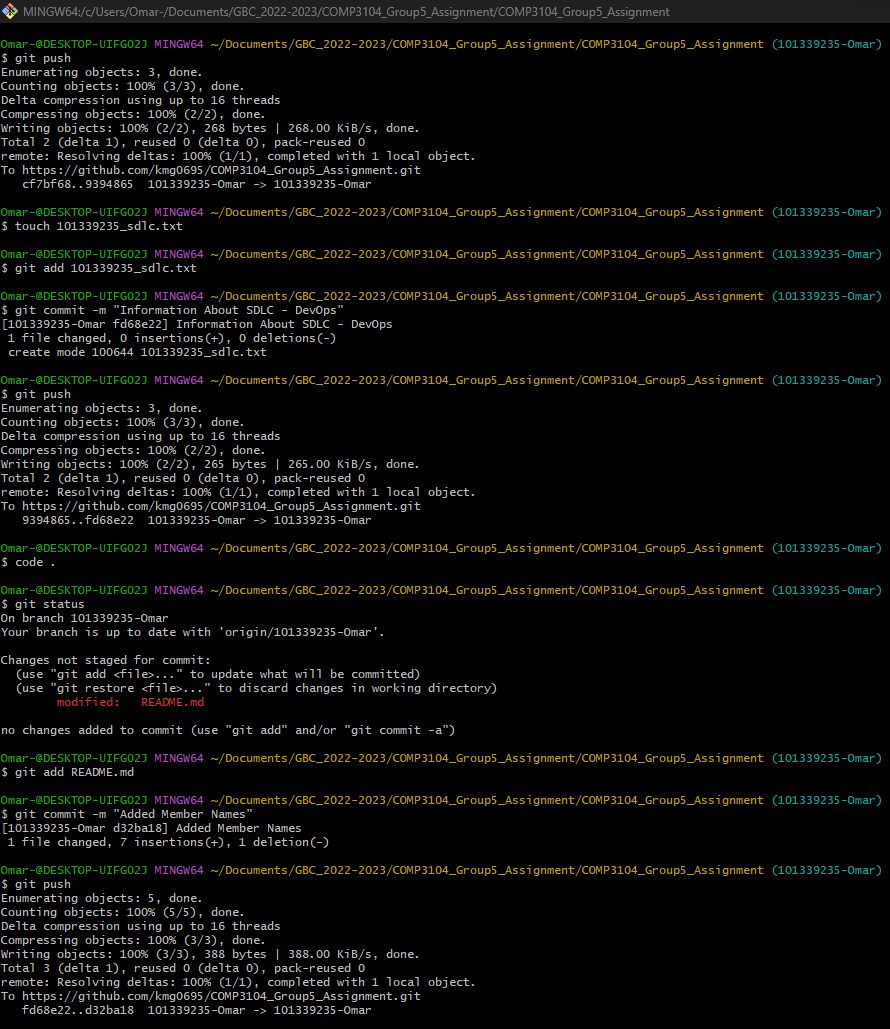 MINGW64:/c/Users/Omar-/Documents/GBC_2022-2023/COMP3104_Group5_Assignment/COMP3104_Group5_Assignment
Omar-@DESKTOP-UIFGO2J MINGW64 ~/Documents/GBC_2022-2023/COMP3104_Group5_Assignment/COMP3104_Group5_Assignment (101339235-Omar)
$ git push
Enumerating objects: 3, done.
Counting objects: 100% (3/3), done.
Delta compression using up to 16 threads
Compressing objects: 100% (2/2), done.
Writing objects: 100% (2/2), 268 bytes | 268.00 KiB/s, done.
Total 2 (delta 1), reused 0 (delta 0), pack-reused 0
remote: Resolving deltas: 100% (1/1), completed with 1 local object.
To https://github.com/kmg0695/COMP3104_Group5_Assignment.git
   cf7bf68..9394865  101339235-Omar -> 101339235-Omar

Omar-@DESKTOP-UIFGO2J MINGW64 ~/Documents/GBC_2022-2023/COMP3104_Group5_Assignment/COMP3104_Group5_Assignment (101339235-Omar)
$ touch 101339235_sdlc.txt

Omar-@DESKTOP-UIFGO2J MINGW64 ~/Documents/GBC_2022-2023/COMP3104_Group5_Assignment/COMP3104_Group5_Assignment (101339235-Omar)
$ git add 101339235_sdlc.txt

Omar-@DESKTOP-UIFGO2J MINGW64 ~/Documents/GBC_2022-2023/COMP3104_Group5_Assignment/COMP3104_Group5_Assignment (101339235-Omar)
$ git commit -m "Information About SDLC - DevOps"
[101339235-Omar fd68e22] Information About SDLC - DevOps
 1 file changed, 0 insertions(+), 0 deletions(-)
 create mode 100644 101339235_sdlc.txt

Omar-@DESKTOP-UIFGO2J MINGW64 ~/Documents/GBC_2022-2023/COMP3104_Group5_Assignment/COMP3104_Group5_Assignment (101339235-Omar)
$ git push
Enumerating objects: 3, done.
Counting objects: 100% (3/3), done.
Delta compression using up to 16 threads
Compressing objects: 100% (2/2), done.
Writing objects: 100% (2/2), 265 bytes | 265.00 KiB/s, done.
Total 2 (delta 1), reused 0 (delta 0), pack-reused 0
remote: Resolving deltas: 100% (1/1), completed with 1 local object.
To https://github.com/kmg0695/COMP3104_Group5_Assignment.git
   9394865..fd68e22  101339235-Omar -> 101339235-Omar

Omar-@DESKTOP-UIFGO2J MINGW64 ~/Documents/GBC_2022-2023/COMP3104_Group5_Assignment/COMP3104_Group5_Assignment (101339235-Omar)
$ code .

Omar-@DESKTOP-UIFGO2J MINGW64 ~/Documents/GBC_2022-2023/COMP3104_Group5_Assignment/COMP3104_Group5_Assignment (101339235-Omar)
$ git status
On branch 101339235-Omar
Your branch is up to date with 'origin/101339235-Omar'.

Changes not staged for commit:
  (use "git add <file>..." to update what will be committed)
  (use "git restore <file>..." to discard changes in working directory)
        modified:   README.md

no changes added to commit (use "git add" and/or "git commit -a")

Omar-@DESKTOP-UIFGO2J MINGW64 ~/Documents/GBC_2022-2023/COMP3104_Group5_Assignment/COMP3104_Group5_Assignment (101339235-Omar)
$ git add README.md

Omar-@DESKTOP-UIFGO2J MINGW64 ~/Documents/GBC_2022-2023/COMP3104_Group5_Assignment/COMP3104_Group5_Assignment (101339235-Omar)
$ git commit -m "Added Member Names"
[101339235-Omar d32ba18] Added Member Names
 1 file changed, 7 insertions(+), 1 deletion(-)

Omar-@DESKTOP-UIFGO2J MINGW64 ~/Documents/GBC_2022-2023/COMP3104_Group5_Assignment/COMP3104_Group5_Assignment (101339235-Omar)
$ git push
Enumerating objects: 5, done.
Counting objects: 100% (5/5), done.
Delta compression using up to 16 threads
Compressing objects: 100% (3/3), done.
Writing objects: 100% (3/3), 388 bytes | 388.00 KiB/s, done.
Total 3 (delta 1), reused 0 (delta 0), pack-reused 0
remote: Resolving deltas: 100% (1/1), completed with 1 local object.
To https://github.com/kmg0695/COMP3104_Group5_Assignment.git
   fd68e22..d32ba18  101339235-Omar -> 101339235-Omar